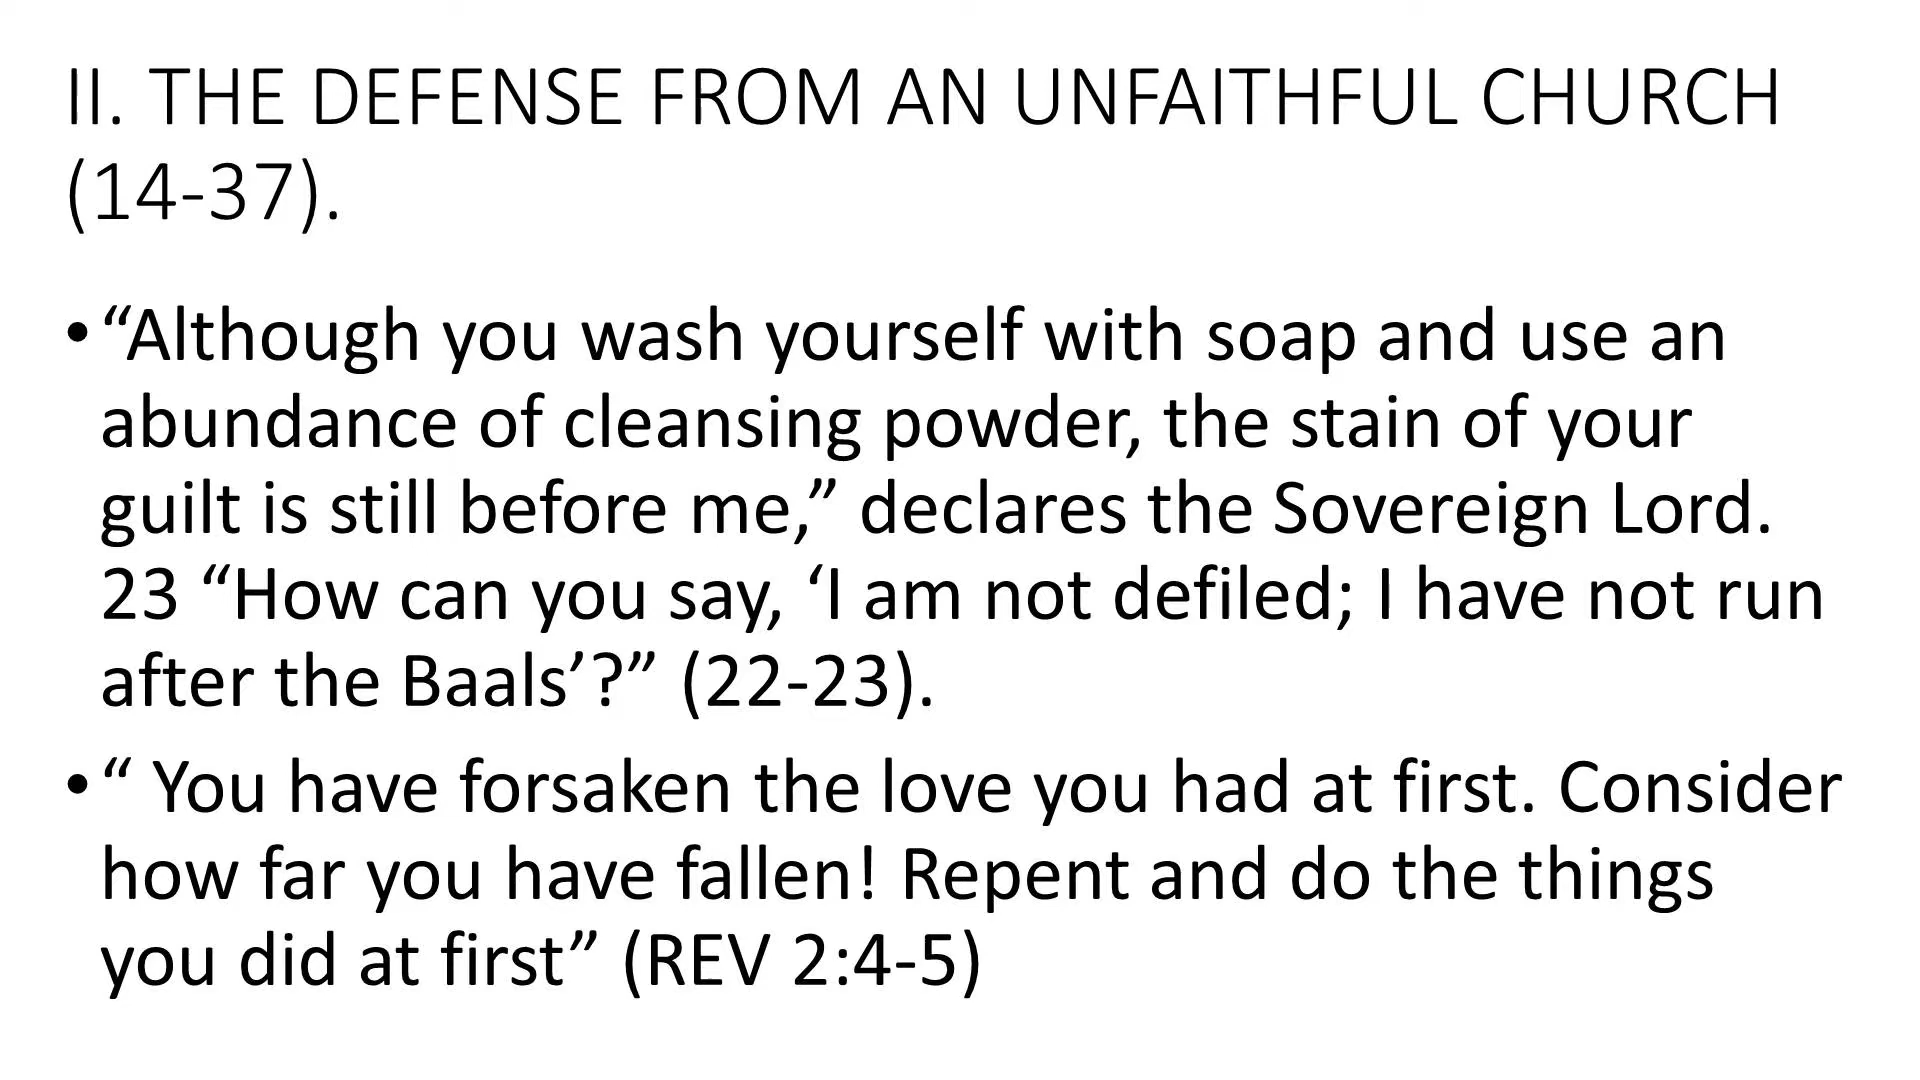 II. THE DEFENSE FROM AN UNFAITHFUL CHURCH
(14-37).
• “Although you wash yourself with soap and use an
abundance of cleansing powder, the stain of your
guilt is still before me,” declares the Sovereign Lord.
23 “How can you say, ‘I am not defiled; I have not run
after the Baals’?” (22-23).
• “ You have forsaken the love you had at first. Consider
how far you have fallen! Repent and do the things
you did at first” (REV 2:4-5)